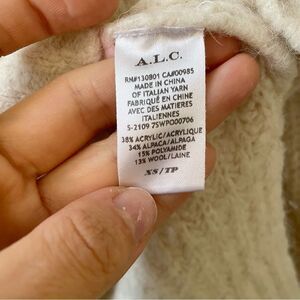 A.L.C.
RN#130801 CA#00985
MADE IN CHINA
OF ITALIAN YARN
FABRIQUÉ EN CHINE
AVEC DES MATIERES
ITALIENNES
S-2109 7SWPO00706
38% ACRYLIC/ACRYLIQUE
34% ALPACA/ALPAGA
15% POLYAMIDE
13% WOOL/LAINE
XS/TP